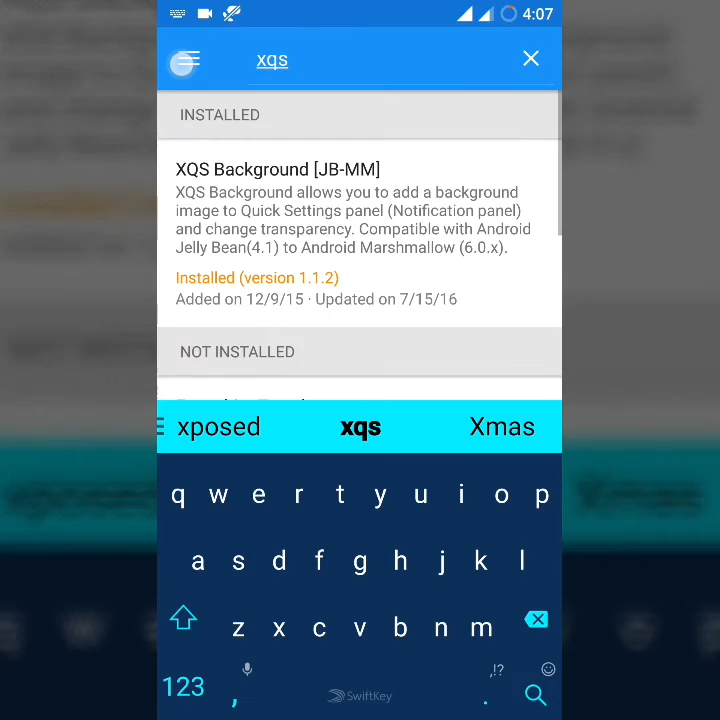 4:07
xqs
INSTALLED
XQS Background [JB-MM]
XQS Background allows you to add a background
image to Quick Settings panel (Notification panel)
and change transparency. Compatible with Android
Jelly Bean(4.1) to Android Marshmallow (6.0.x).
Installed (version 1.1.2)
Added on 12/9/15 · Updated on 7/15/16
NOT INSTALLED
xposed xqs Xmas
q w e r t y u i o p
a s d f g h j k l
z x c v b n m
,!?
123 , SwiftKey .